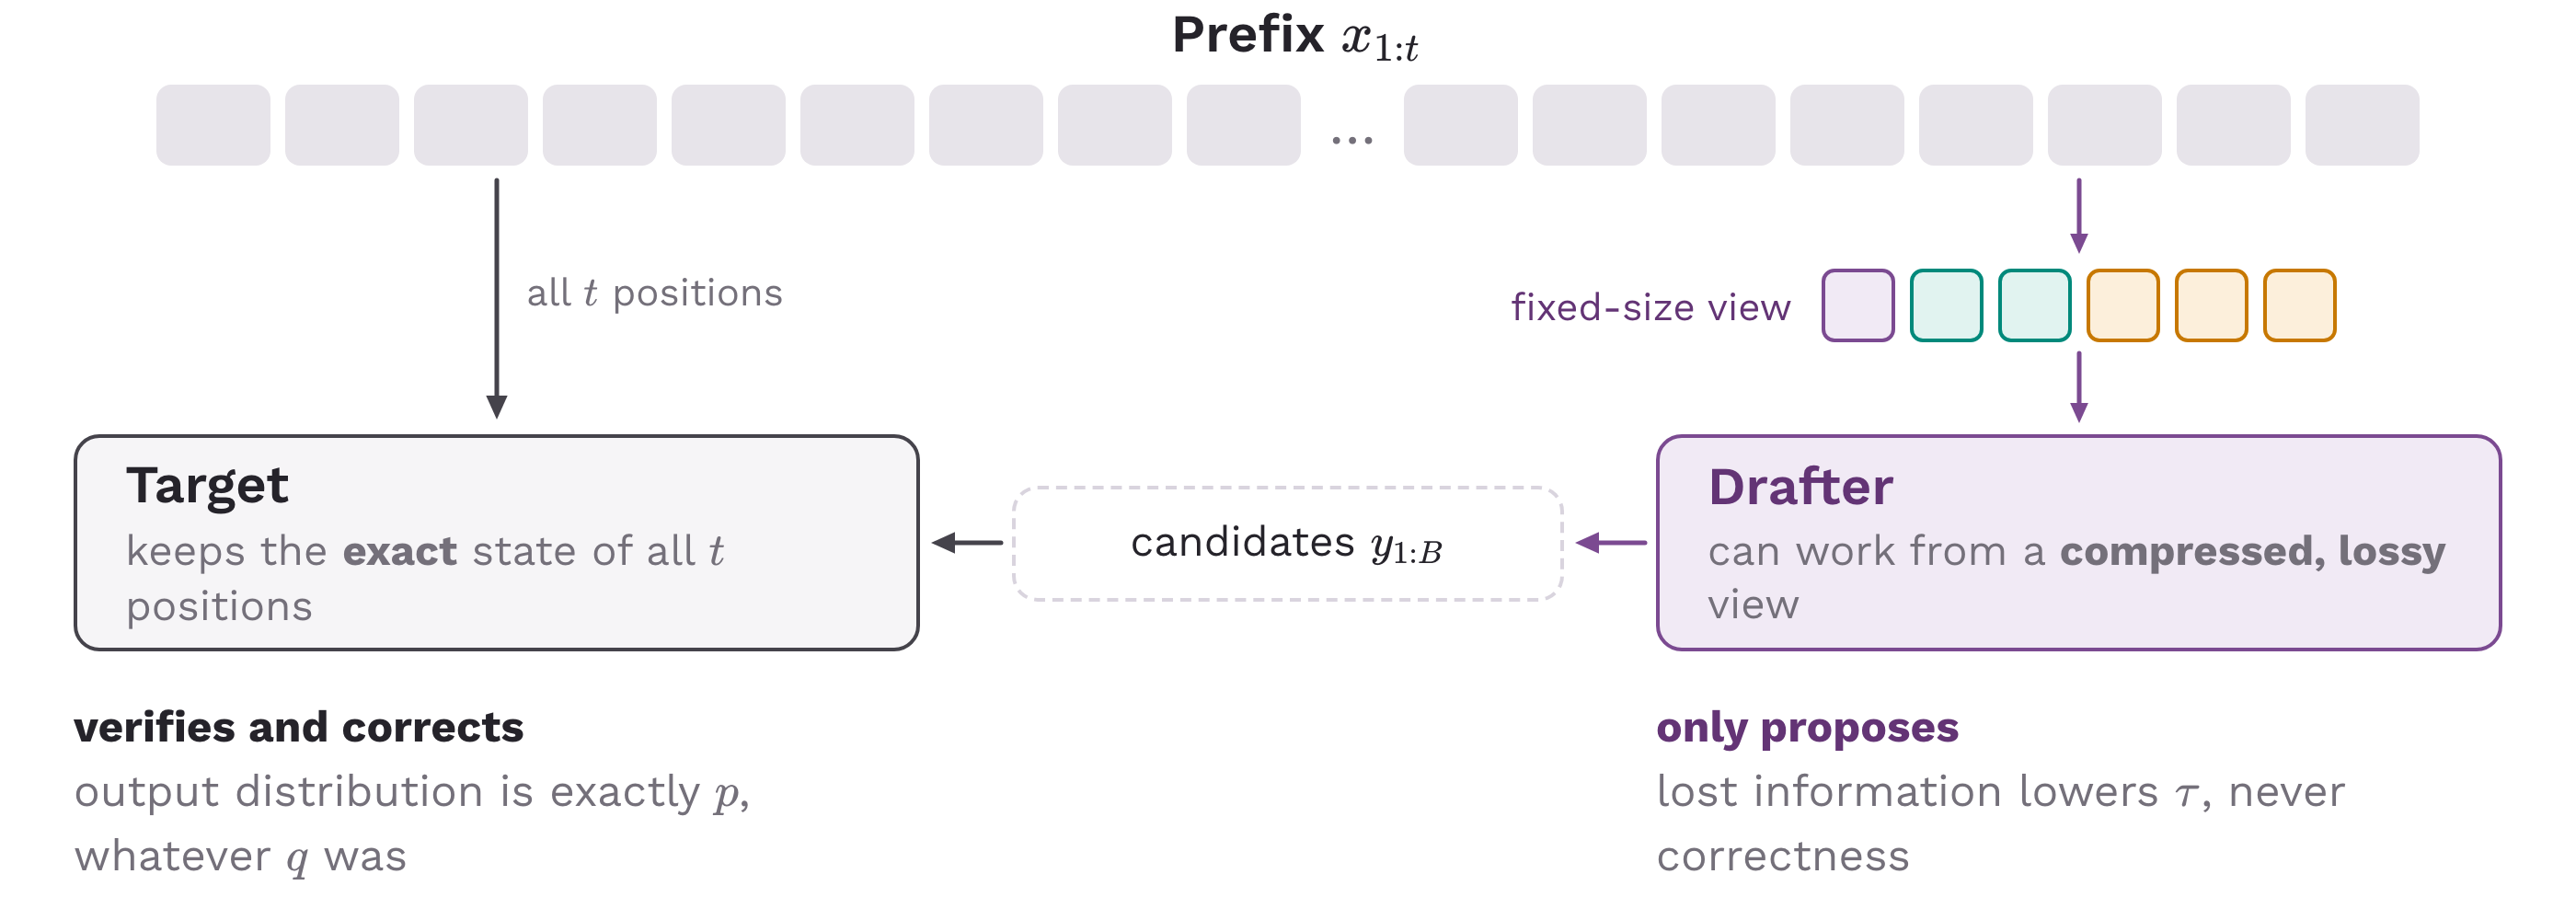 Prefix x1:t
...
all t positions
fixed-size view
Target
keeps the exact state of all t
positions
candidates y1:B
Drafter
can work from a compressed, lossy
view
verifies and corrects
output distribution is exactly p,
whatever q was
only proposes
lost information lowers τ, never
correctness